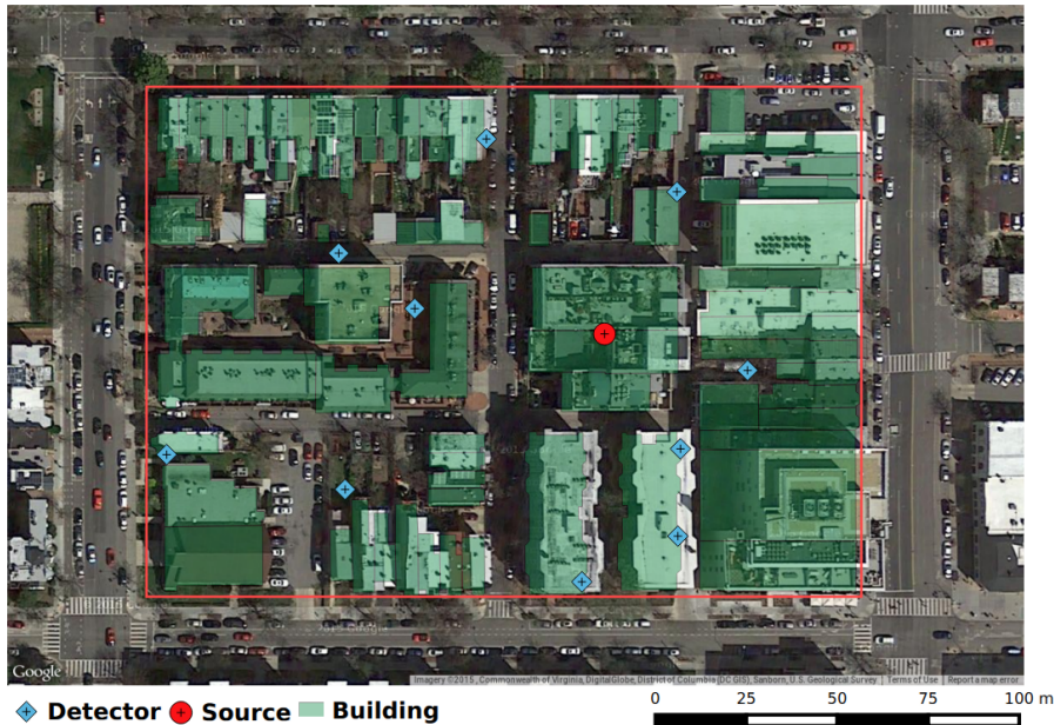 Google
Imagery ©2015 , Commonwealth of Virginia, DigitalGlobe, District of Columbia (DC GIS), Sanborn, U.S. Geological Survey | Terms of Use | Report a map error
Detector Source Building
0 25 50 75 100 m